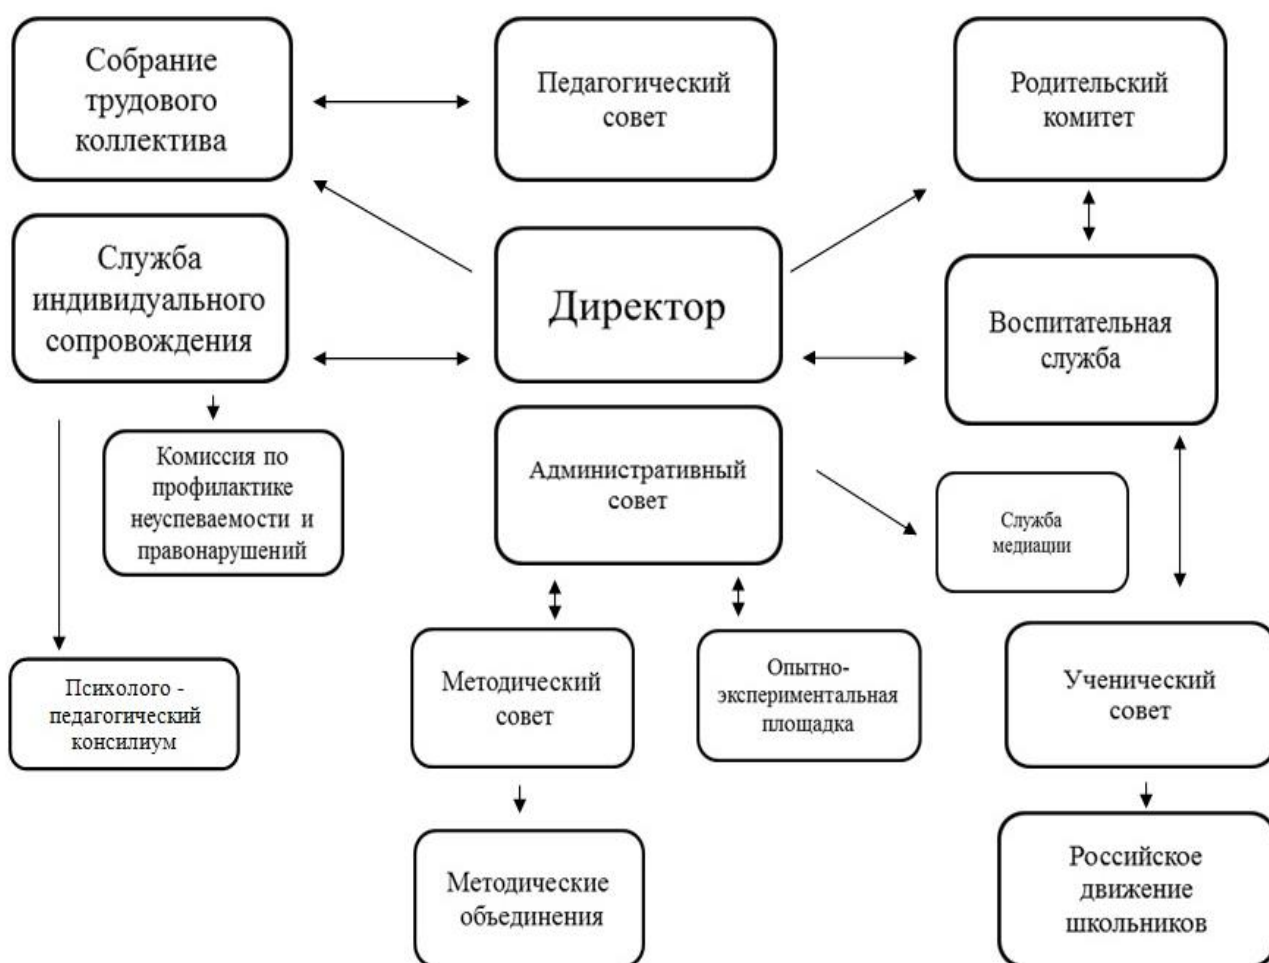 Собрание
трудового
коллектива
Педагогический
совет
Родительский
комитет
Служба
индивидуального
сопровождения
Директор
Воспитательная
служба
Комиссия по
профилактике
неуспеваемости и
правонарушений
Административный
совет
Служба
медиации
Психолого -
педагогический
консилиум
Методический
совет
Опытно-
экспериментальная
площадка
Ученический
совет
Методические
объединения
Российское
движение
школьников